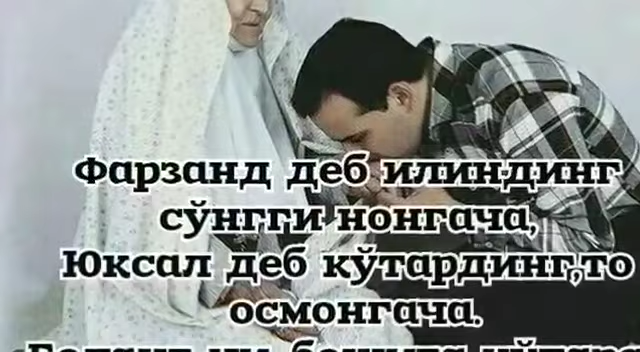 Фарзанд деб илиндинг
сўнгги нонгача,
Юксал деб кўтардинг,то
осмонгача.